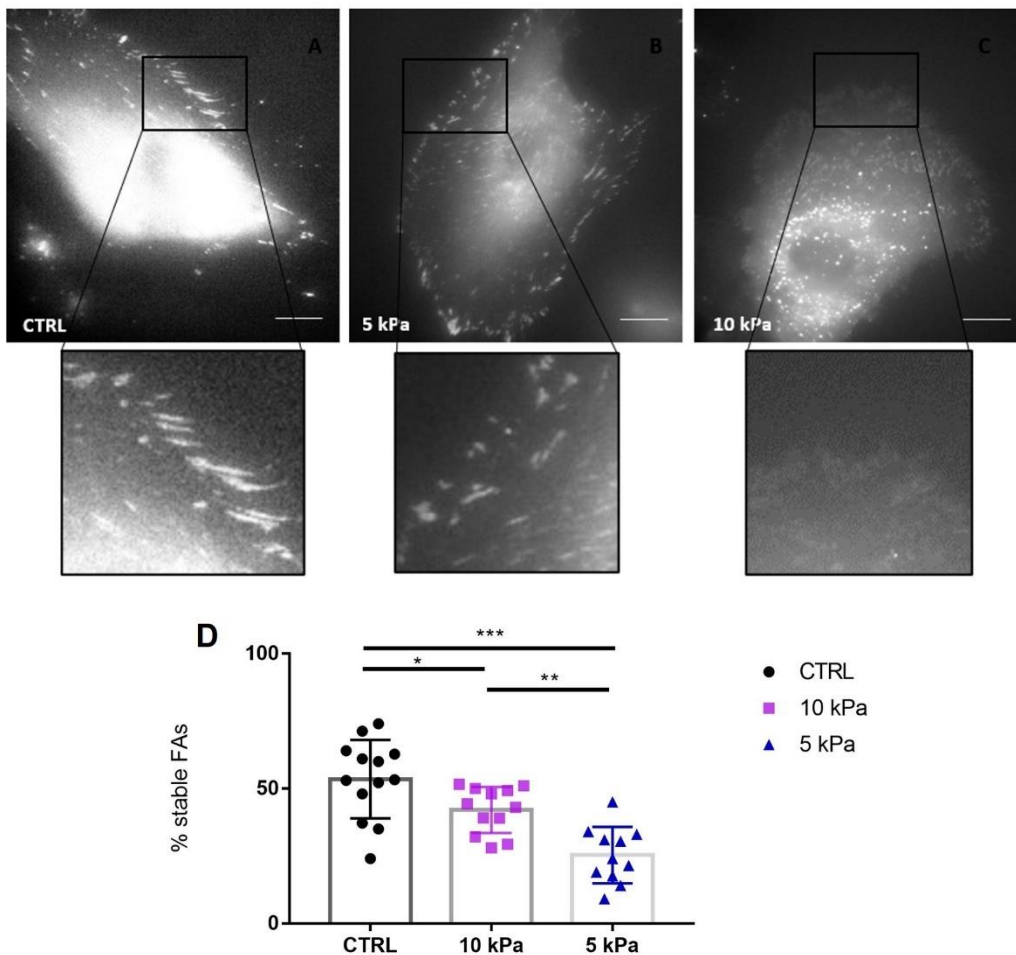 A
B
C
CTRL
5 kPa
10 kPa
D
***
*
**
100
50
0
% stable FAs
CTRL
10 kPa
5 kPa
CTRL
10 kPa
5 kPa